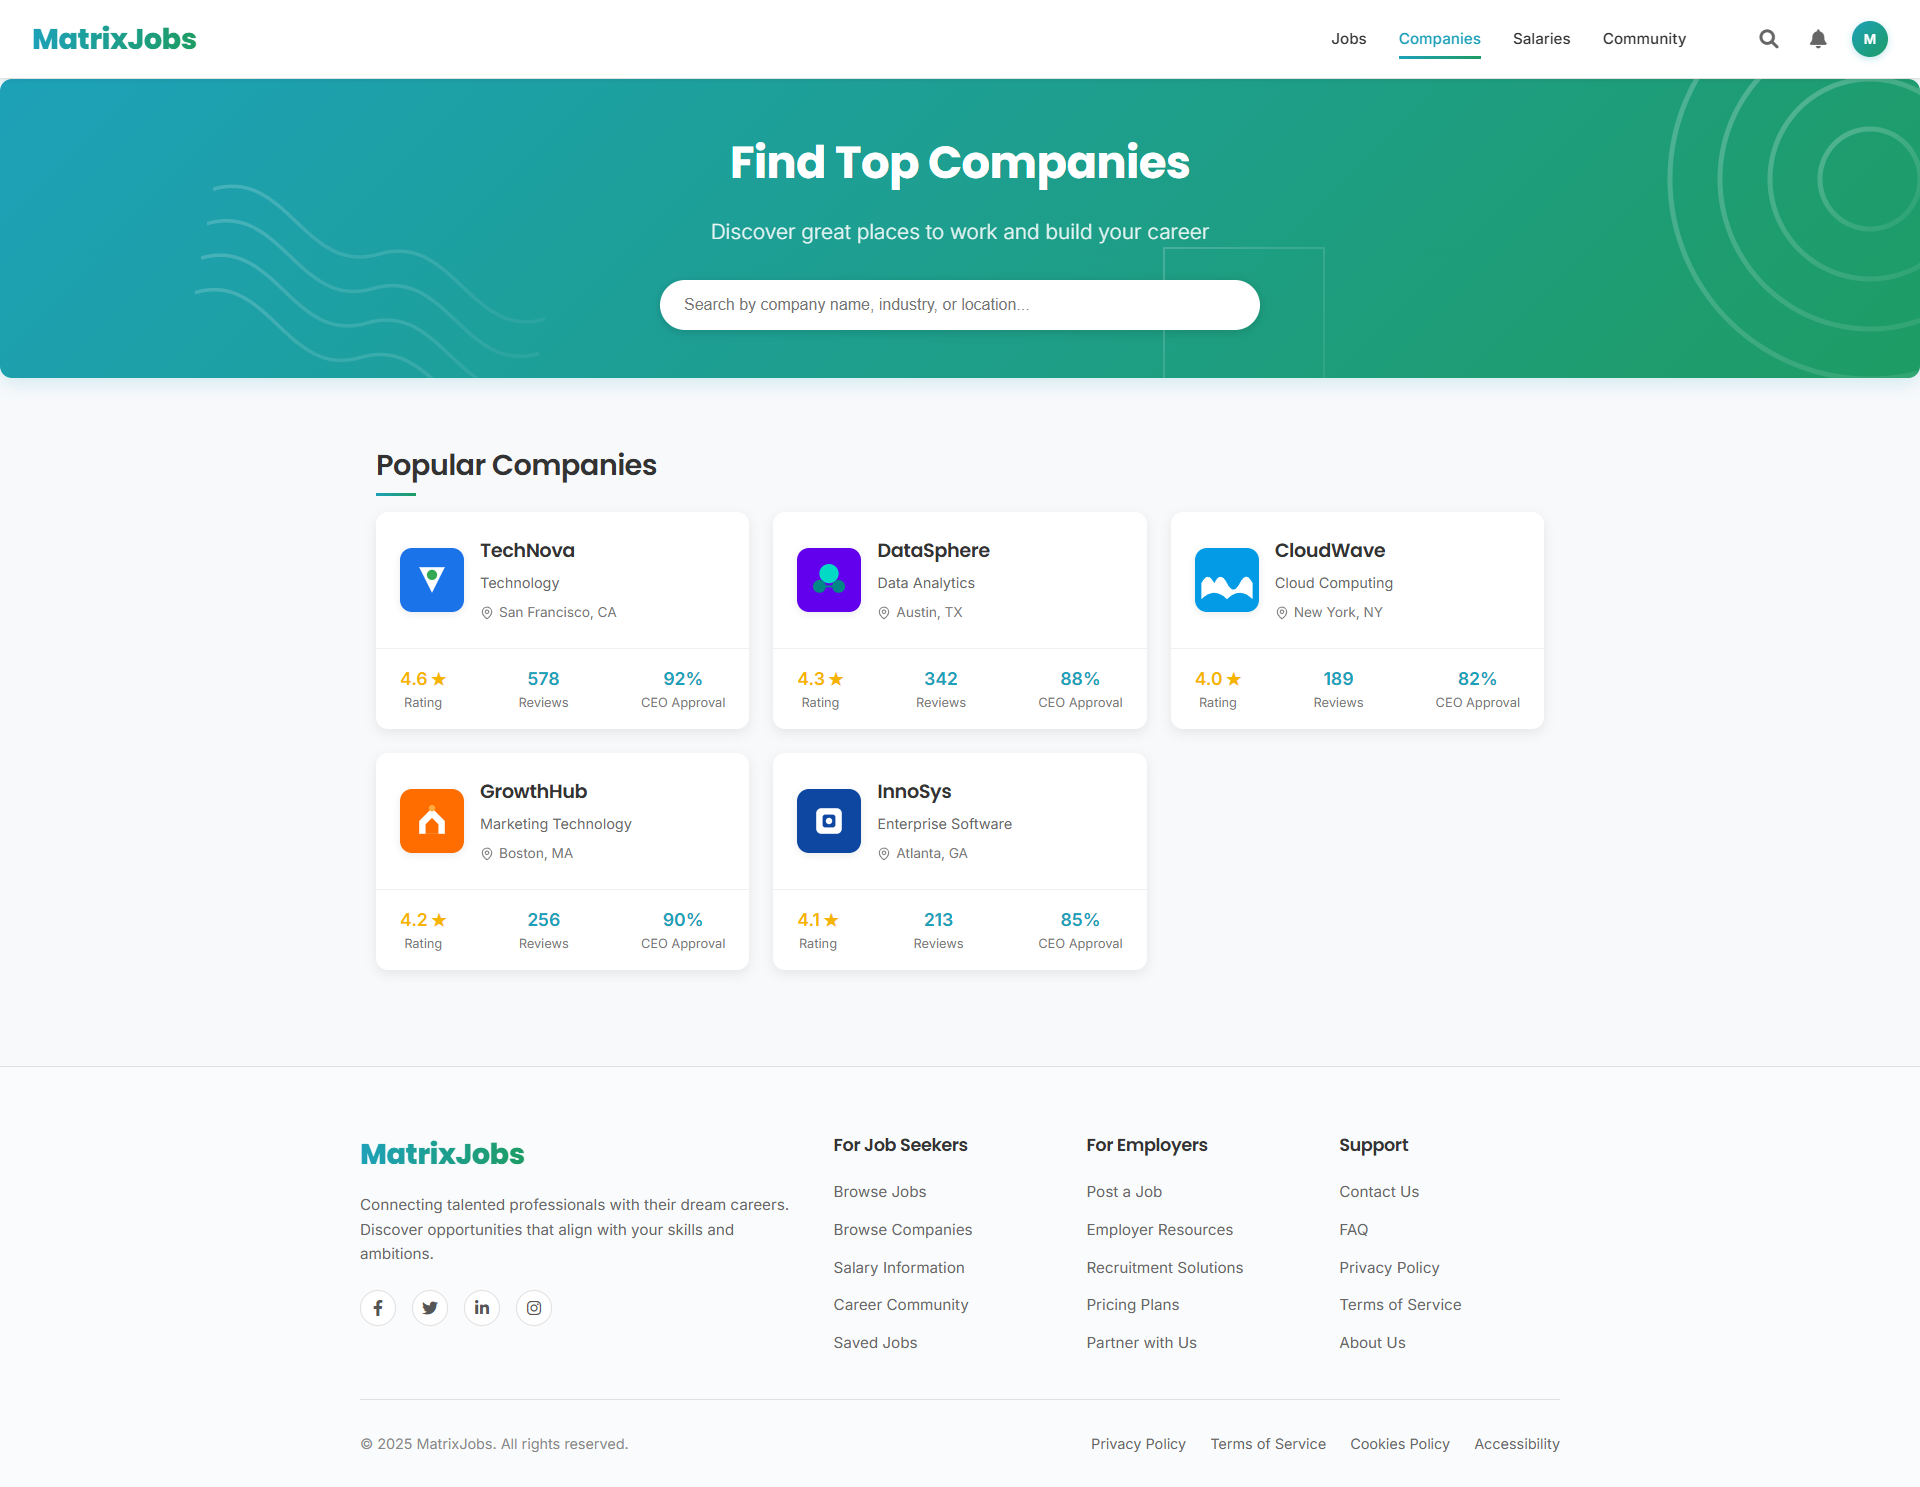 MatrixJobs
Jobs Companies Salaries Community
M
Find Top Companies
Discover great places to work and build your career
Search by company name, industry, or location...
Popular Companies
TechNova
Technology
San Francisco, CA
4.6 ★ 578 92%
Rating Reviews CEO Approval
DataSphere
Data Analytics
Austin, TX
4.3 ★ 342 88%
Rating Reviews CEO Approval
CloudWave
Cloud Computing
New York, NY
4.0 ★ 189 82%
Rating Reviews CEO Approval
GrowthHub
Marketing Technology
Boston, MA
4.2 ★ 256 90%
Rating Reviews CEO Approval
InnoSys
Enterprise Software
Atlanta, GA
4.1 ★ 213 85%
Rating Reviews CEO Approval
MatrixJobs
Connecting talented professionals with their dream careers.
Discover opportunities that align with your skills and
ambitions.
For Job Seekers
Browse Jobs
Browse Companies
Salary Information
Career Community
Saved Jobs
For Employers
Post a Job
Employer Resources
Recruitment Solutions
Pricing Plans
Partner with Us
Support
Contact Us
FAQ
Privacy Policy
Terms of Service
About Us
© 2025 MatrixJobs. All rights reserved.
Privacy Policy Terms of Service Cookies Policy Accessibility